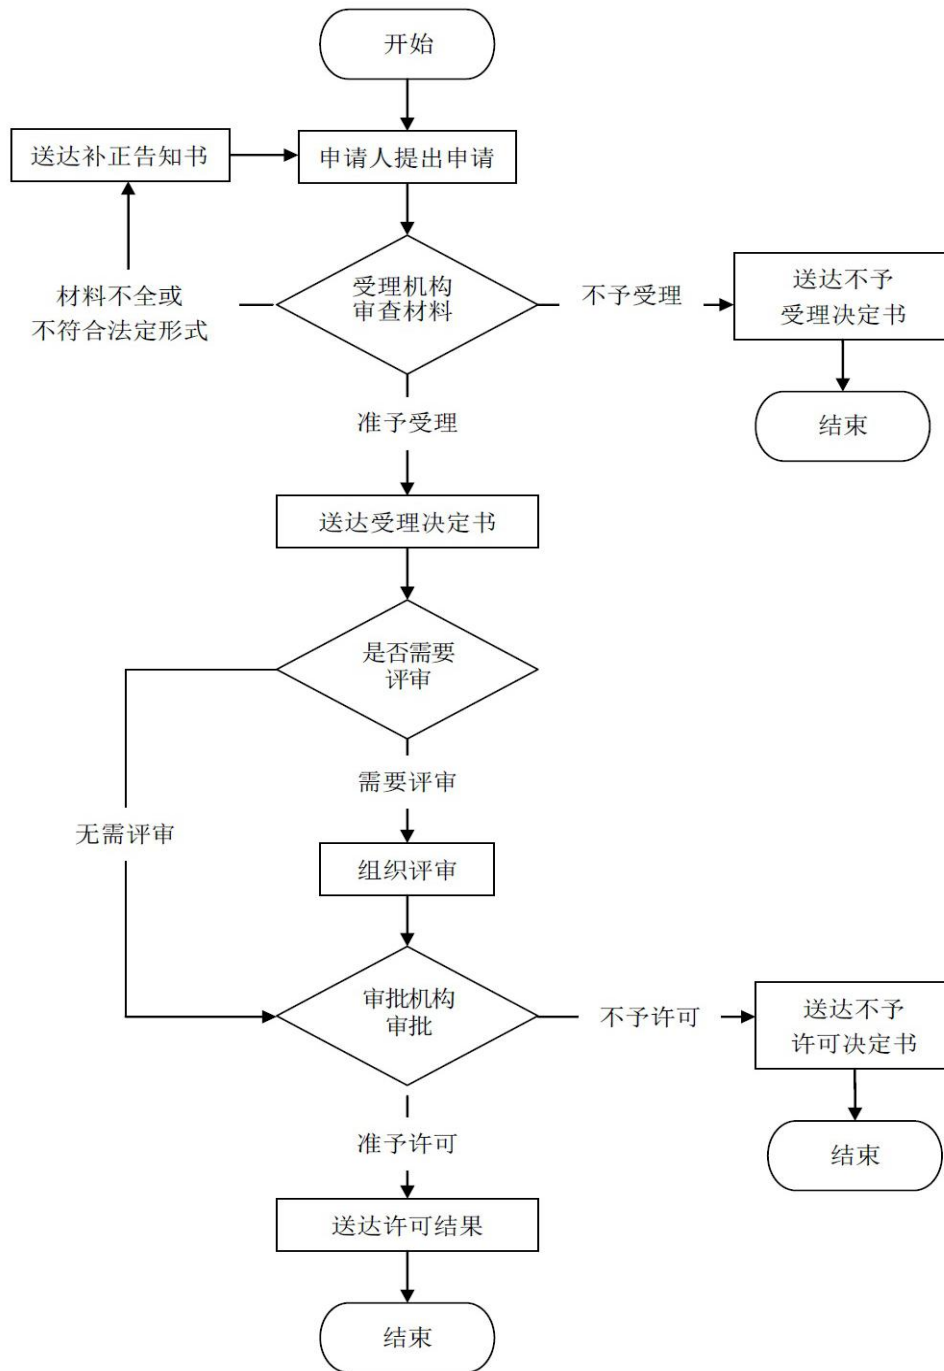 开始
送达补正告知书
申请人提出申请
材料不全或
不符合法定形式
受理机构
审查材料
不予受理
送达不予
受理决定书
结束
准予受理
送达受理决定书
是否需要
评审
需要评审
无需评审
组织评审
审批机构
审批
不予许可
送达不予
许可决定书
结束
准予许可
送达许可结果
结束